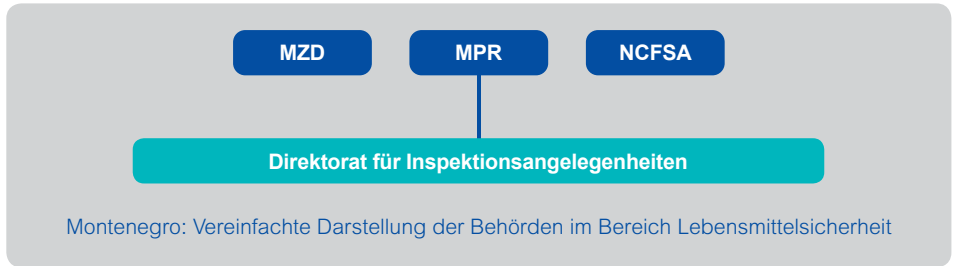 MZD MPR NCFSA
Direktorat für Inspektionsangelegenheiten
Montenegro: Vereinfachte Darstellung der Behörden im Bereich Lebensmittelsicherheit